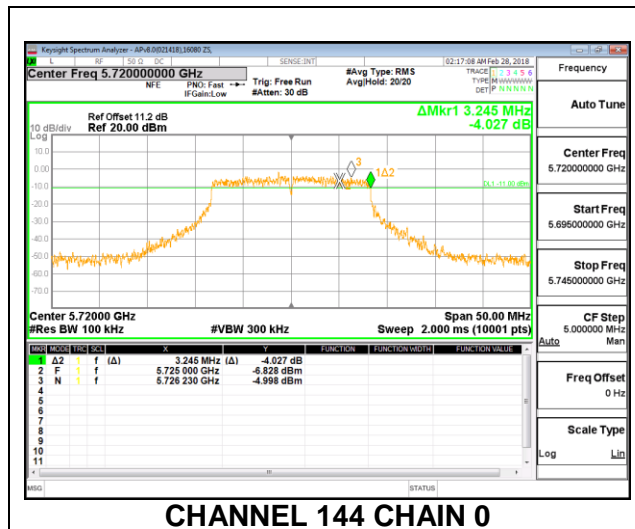 Keysight Spectrum Analyzer - APv8.0(021418),16080 ZS,
L RF 50 Ω DC SENSE:INT 02:17:08 AM Feb 28, 2018
Center Freq 5.720000000 GHz
NFE PNO: Fast IFGain:Low
Trig: Free Run #Atten: 30 dB
#Avg Type: RMS Avg|Hold: 20/20
TRACE 1 2 3 4 5 6
TYPE M WWWWW
DET P N N N N N
Ref Offset 11.2 dB
Ref 20.00 dBm
10 dB/div
Log
ΔMkr1 3.245 MHz
-4.027 dB
10.0
0.00
-10.0
-20.0
-30.0
-40.0
-50.0
-60.0
-70.0
3
1Δ2
DL1 -11.00 dBm
Center 5.72000 GHz Span 50.00 MHz
#Res BW 100 kHz #VBW 300 kHz Sweep 2.000 ms (10001 pts)
MKR MODE TRC SCL X Y FUNCTION FUNCTION WIDTH FUNCTION VALUE
1 Δ2 1 f (Δ) 3.245 MHz (Δ) -4.027 dB
2 F 1 f 5.725 000 GHz -6.828 dBm
3 N 1 f 5.726 230 GHz -4.998 dBm
4
5
6
7
8
9
10
11
MSG STATUS
Frequency
Auto Tune
Center Freq
5.720000000 GHz
Start Freq
5.695000000 GHz
Stop Freq
5.745000000 GHz
CF Step
5.000000 MHz
Auto Man
Freq Offset
0 Hz
Scale Type
Log Lin
CHANNEL 144 CHAIN 0